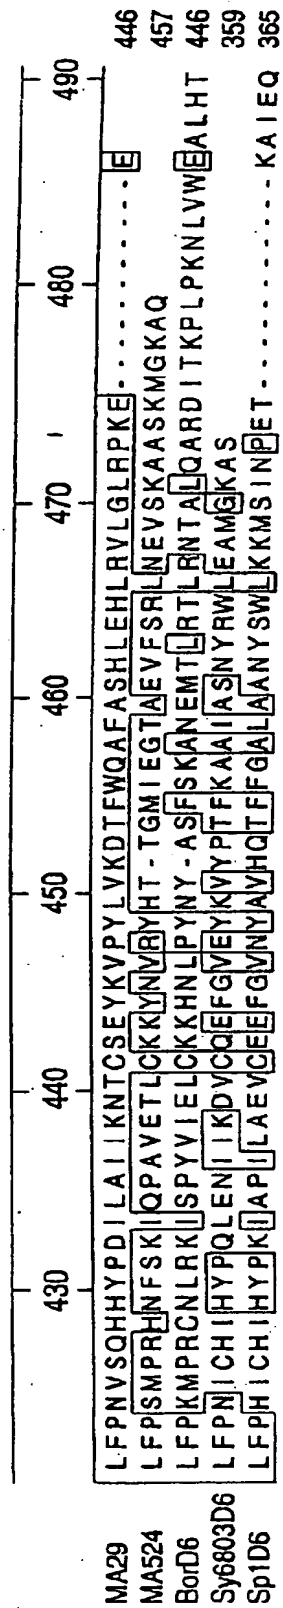 430 440 450 460 470 480 490
MA29 LFPNVSQHHYPDILAIIKNTCSEYKVPYLVKDTFWQAFASHLEHLRVLGLRPKE..........E 446
MA524 LFPSMPRHNFSKIQPAVETLCKKYNVRYHT-TGMIEGTAEVFSRLNEVSKAASKMGKAQ 457
BorD6 LFPKMPRCNLRKISPYVIELCKKHNLPYNY-ASFSKANEMTLRTLRNTALQARDITKPLPKNLVWEALHT 446
Sy6803D6 LFPNICHIHYPQLENIIKDVCQEFGVEYKVYPTFKAAIASNYRWLEAMGKAS 359
Sp1D6 LFPHICHIHYPKIAPILAEVCEEFGVNYAVHQTFFGALAANYSWLKKMSINPET..........KAIEQ 365